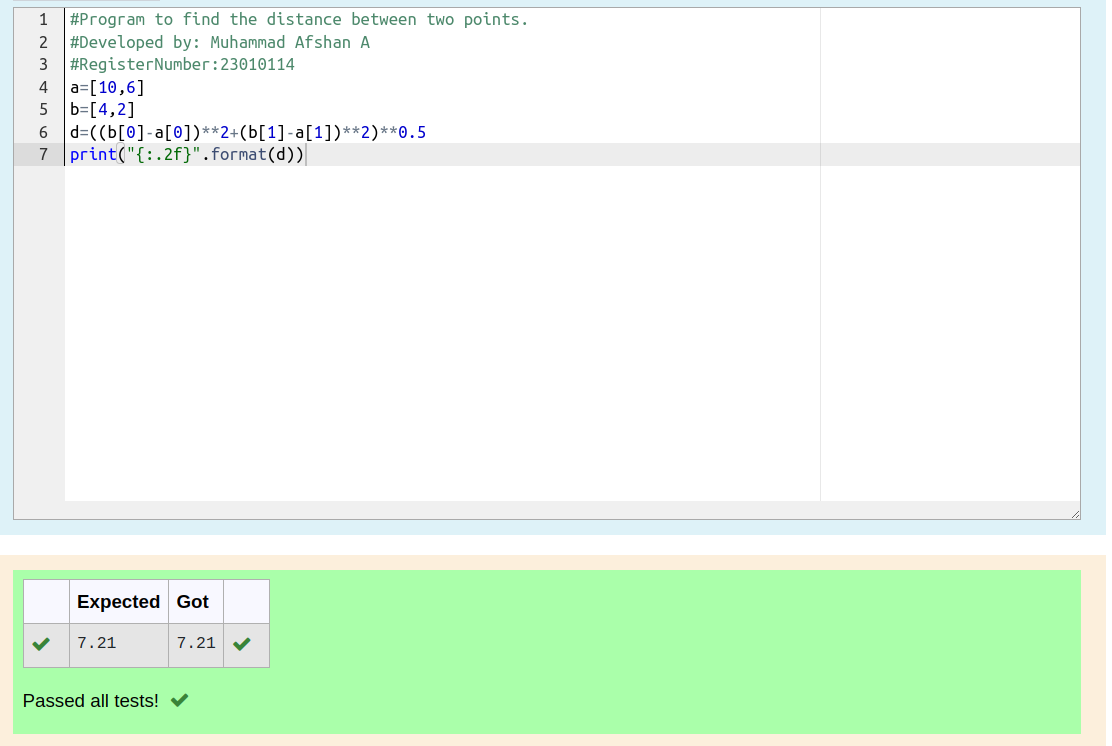 1 #Program to find the distance between two points.
2 #Developed by: Muhammad Afshan A
3 #RegisterNumber:23010114
4 a=[10,6]
5 b=[4,2]
6 d=((b[0]-a[0])**2+(b[1]-a[1])**2)**0.5
7 print("{:.2f}".format(d))
Expected Got
7.21 7.21
Passed all tests!